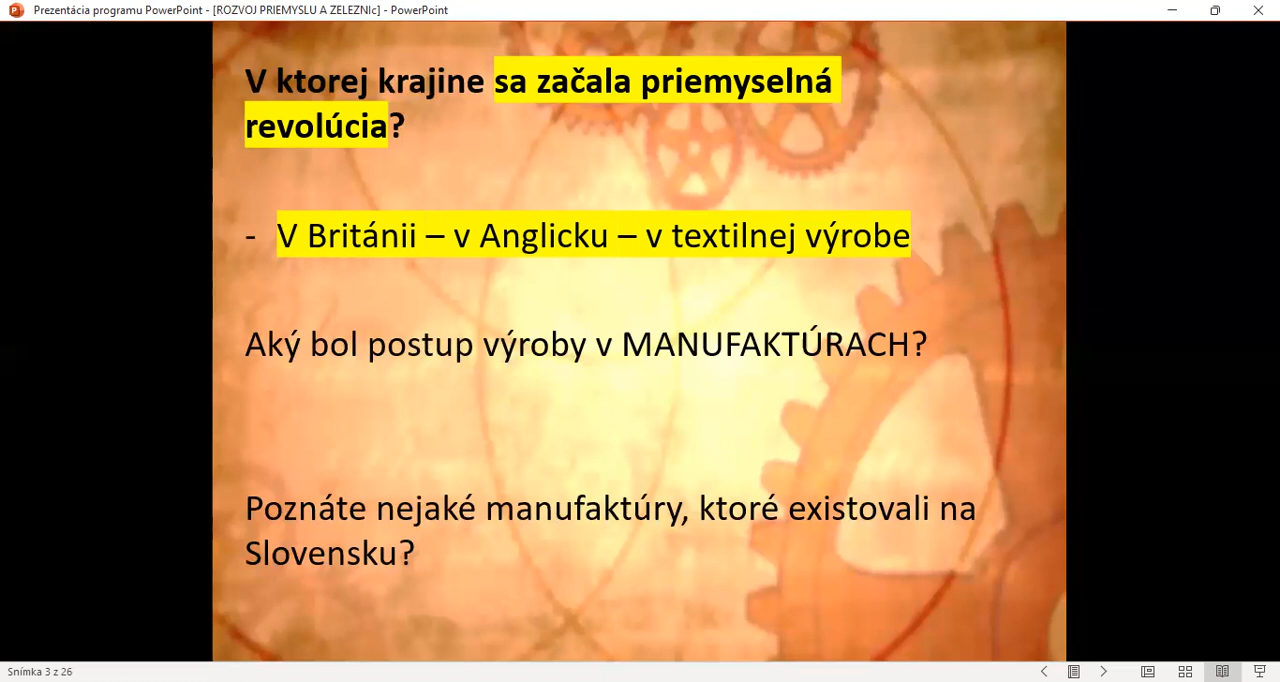 Prezentácia programu PowerPoint - [ROZVOJ PRIEMYSLU A ZELEZNIc] - PowerPoint
V ktorej krajine sa začala priemyselná
revolúcia?
- V Británii – v Anglicku – v textilnej výrobe
Aký bol postup výroby v MANUFAKTÚRACH?
Poznáte nejaké manufaktúry, ktoré existovali na
Slovensku?
Snímka 3 z 26